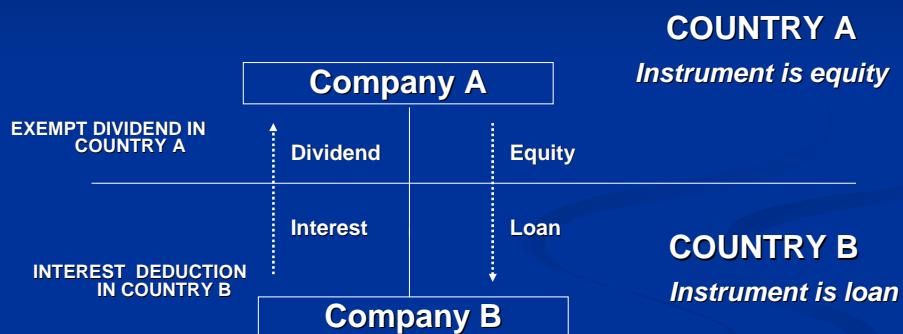 COUNTRY A
Instrument is equity
Company A
EXEMPT DIVIDEND IN
COUNTRY A
Dividend
Equity
Interest
Loan
COUNTRY B
INTEREST DEDUCTION
IN COUNTRY B
Instrument is loan
Company B